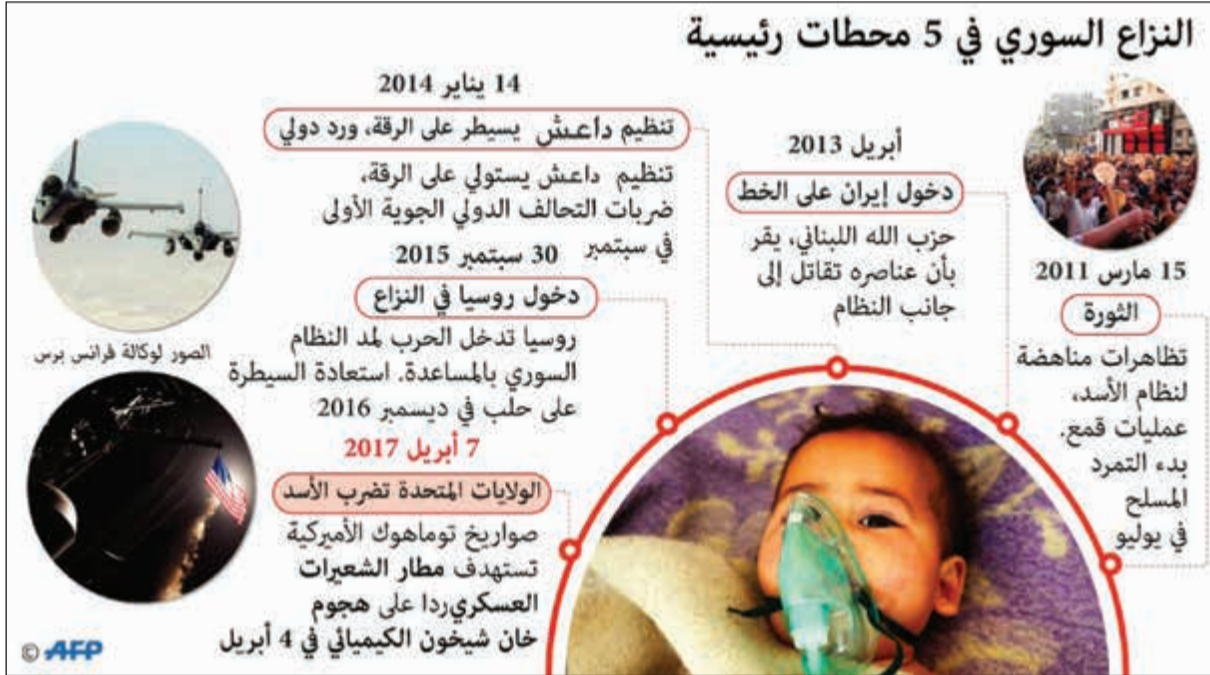 النزاع السوري في 5 محطات رئيسية
15 مارس 2011
الثورة
تظاهرات مناهضة
لنظام الأسد،
عمليات قمع.
بدء التمرد
المسلح
في يوليو
أبريل 2013
دخول إيران على الخط
حزب الله اللبناني، يقر
بأن عناصره تقاتل إلى
جانب النظام
14 يناير 2014
تنظيم داعش يسيطر على الرقة، ورد دولي
تنظيم داعش يستولي على الرقة،
ضربات التحالف الدولي الجوية الأولى
في سبتمبر
30 سبتمبر 2015
دخول روسيا في النزاع
روسيا تدخل الحرب لمد النظام
السوري بالمساعدة. استعادة السيطرة
على حلب في ديسمبر 2016
7 أبريل 2017
الولايات المتحدة تضرب الأسد
صواريخ توماهوك الأميركية
تستهدف مطار الشعيرات
العسكريردا على هجوم
خان شيخون الكيميائي في 4 أبريل
الصور لوكالة فرانس برس
© AFP